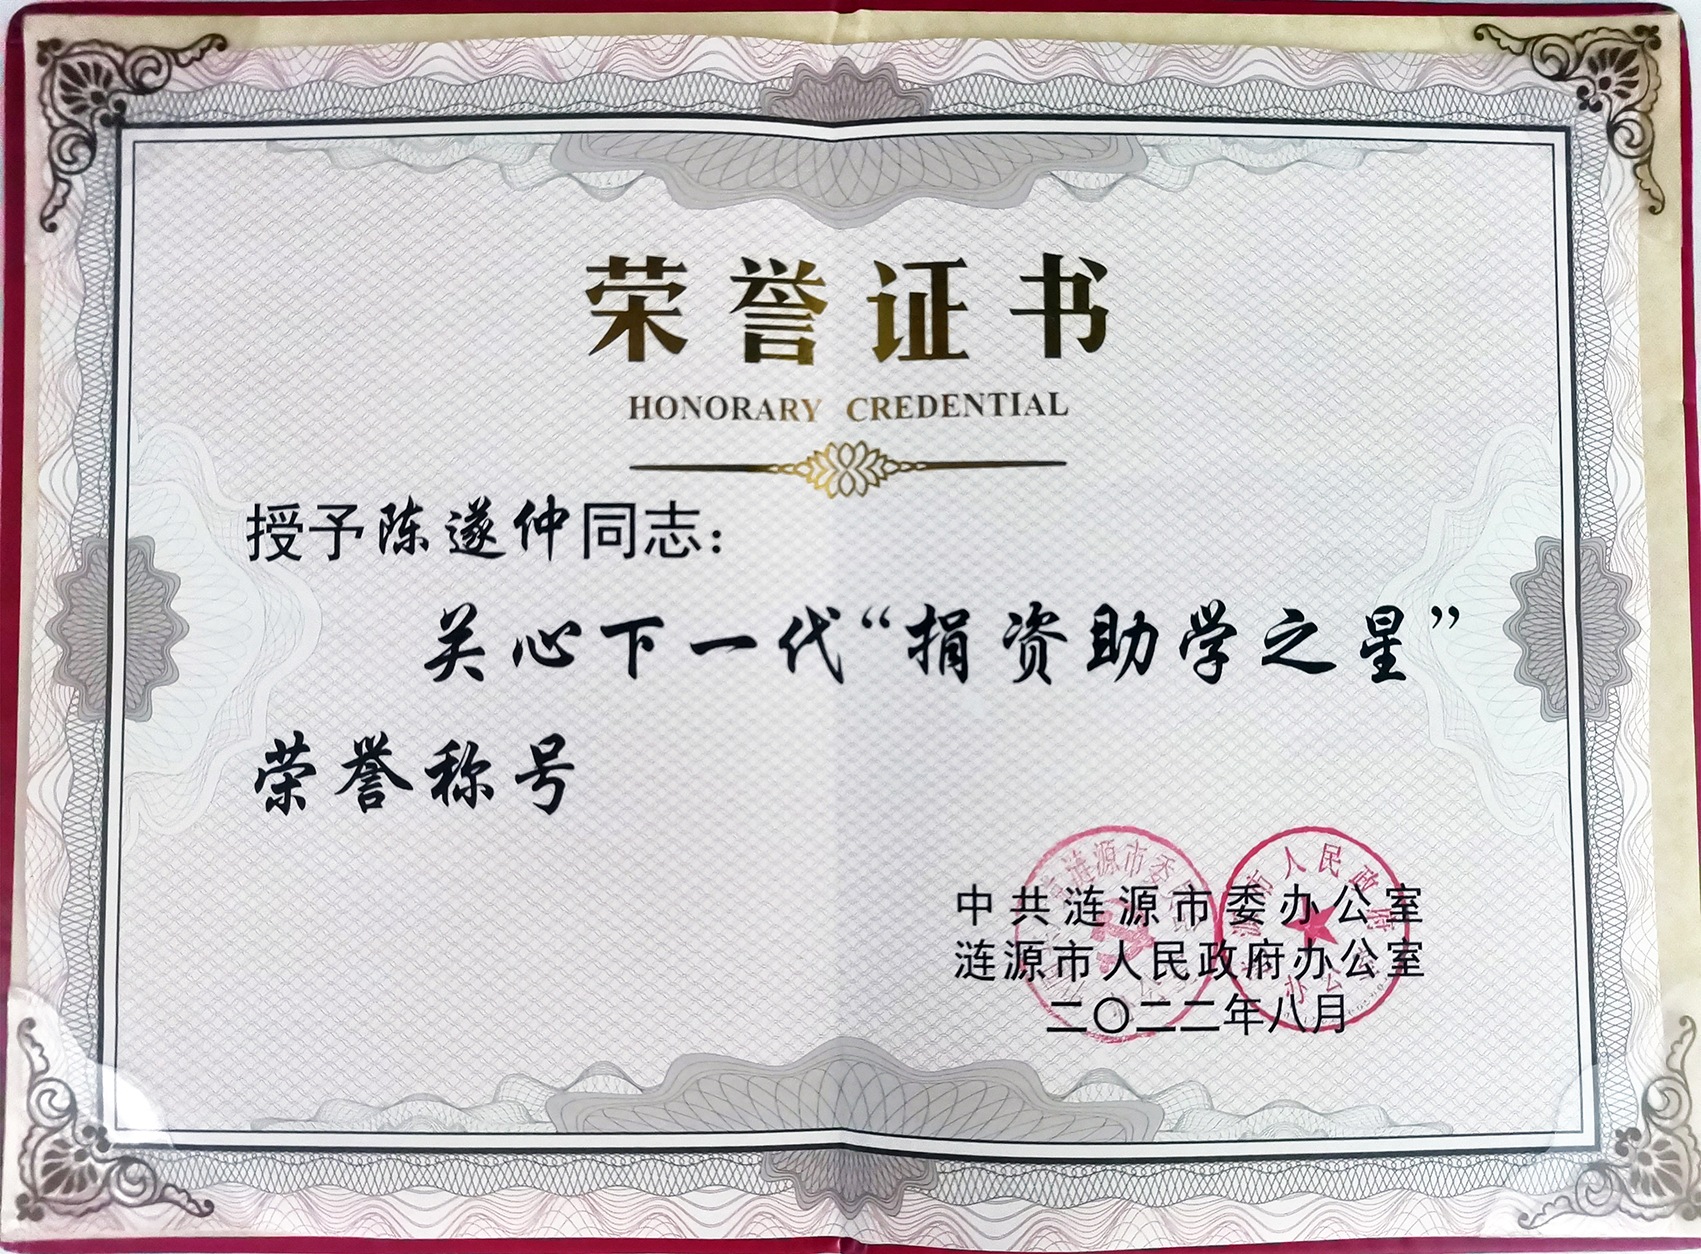 荣誉证书
HONORARY CREDENTIAL
授予陈遂仲同志：
关心下一代“捐资助学之星”
荣誉称号
中共涟源市委办公室
涟源市人民政府办公室
二〇二二年八月